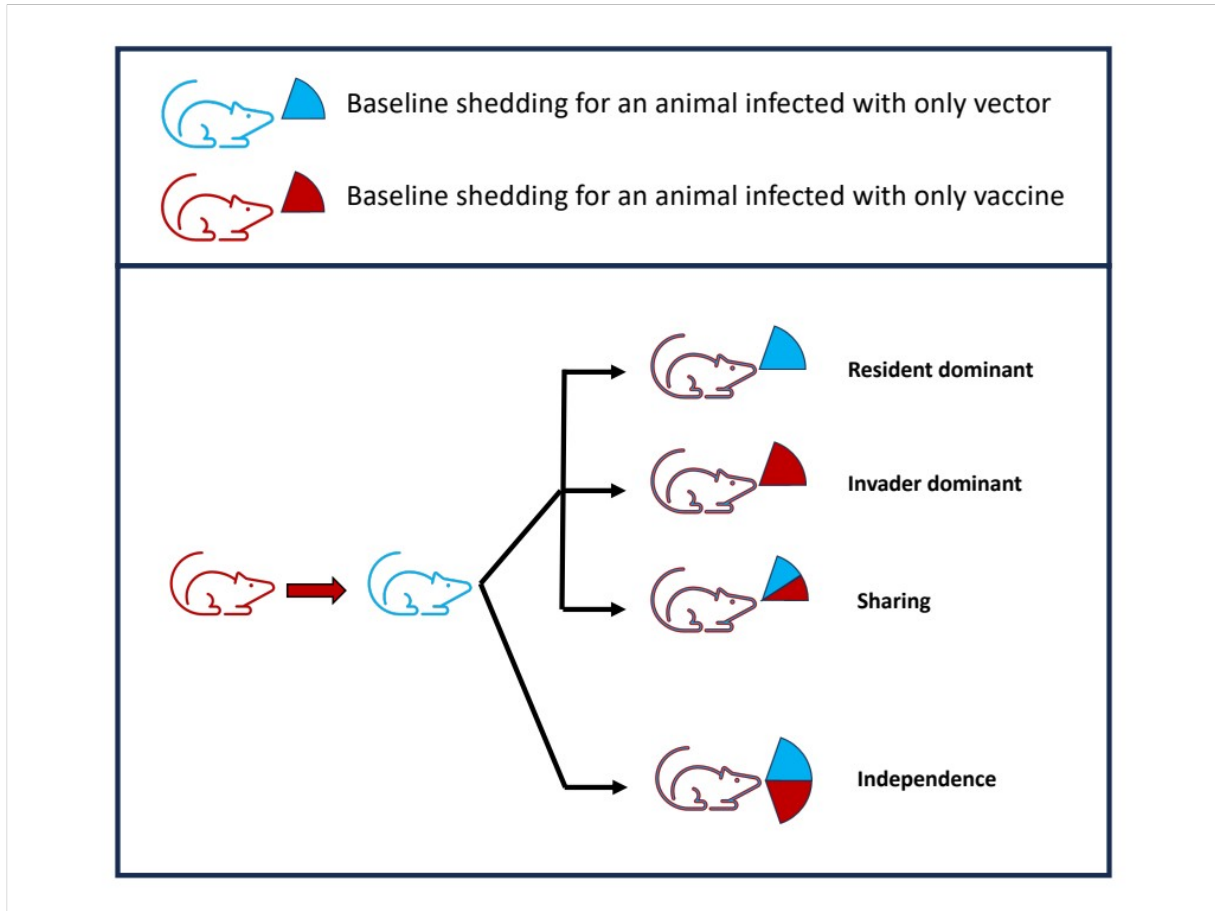 Baseline shedding for an animal infected with only vector
Baseline shedding for an animal infected with only vaccine
Resident dominant
Invader dominant
Sharing
Independence